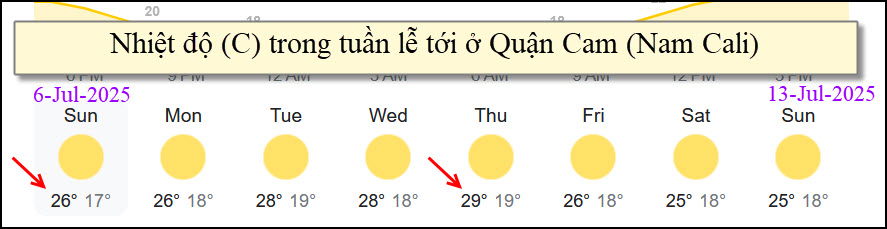 20
Nhiệt độ (C) trong tuần lễ tới ở Quận Cam (Nam Cali)
6 PM 9 PM 12 AM 3 AM 6 AM 9 AM 12 PM 3 PM
6-Jul-2025 13-Jul-2025
Sun Mon Tue Wed Thu Fri Sat Sun
26° 17° 26° 18° 28° 19° 28° 18° 29° 19° 26° 18° 25° 18° 25° 18°